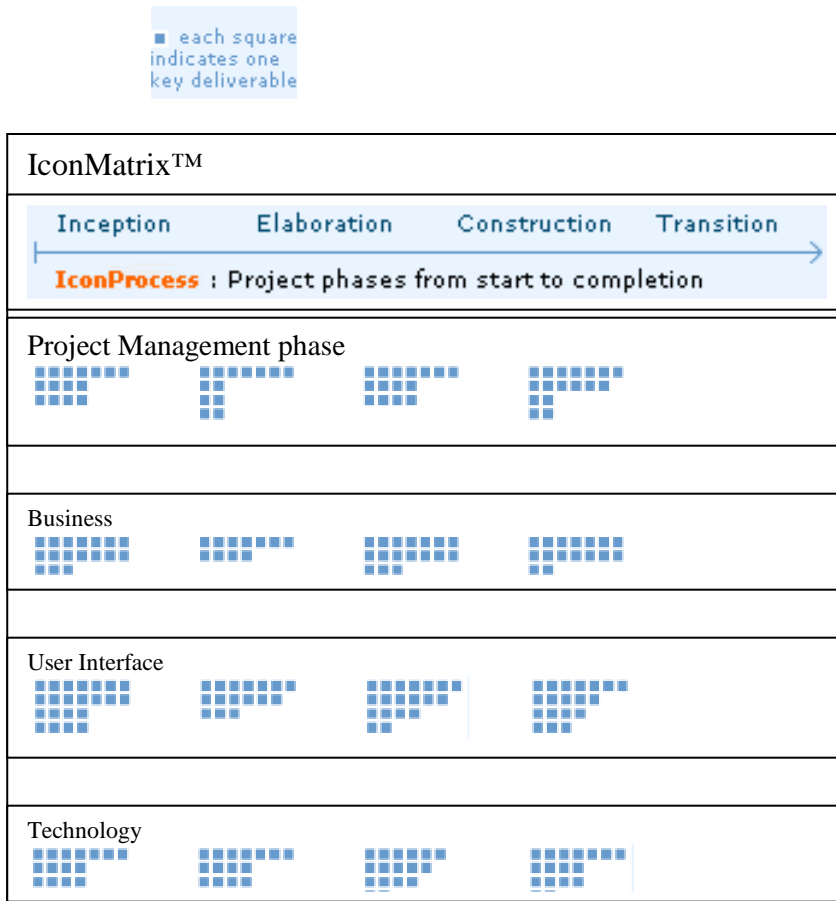 each square
indicates one
key deliverable
IconMatrix™
Inception Elaboration Construction Transition
IconProcess : Project phases from start to completion
Project Management phase
Business
User Interface
Technology